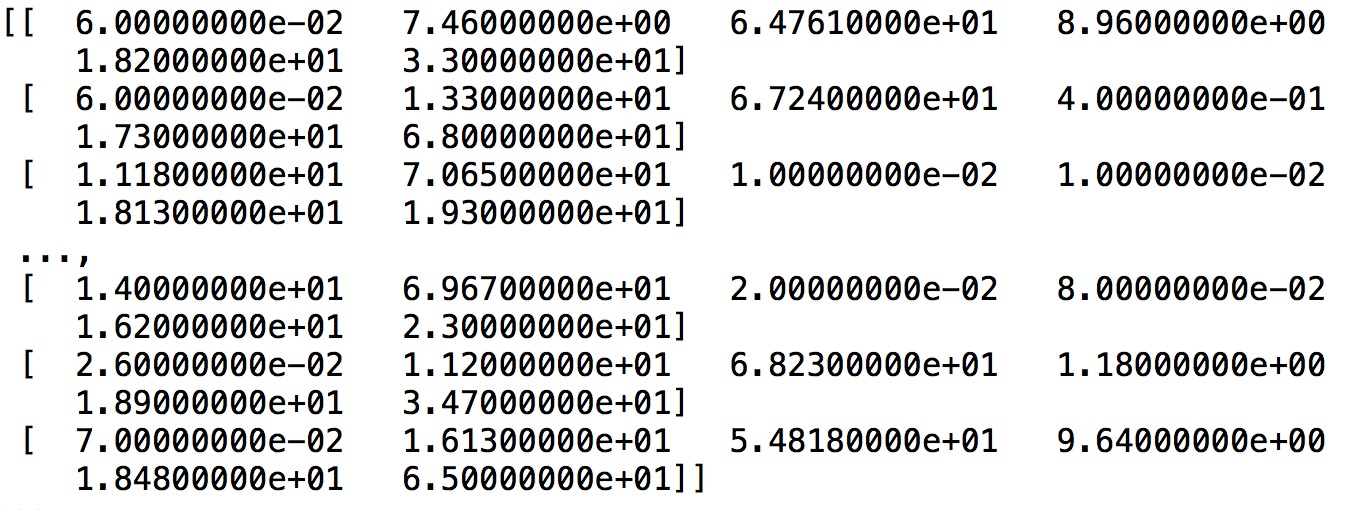 [[  6.00000000e-02   7.46000000e+00   6.47610000e+01   8.96000000e+00
    1.82000000e+01   3.30000000e+01]
 [  6.00000000e-02   1.33000000e+01   6.72400000e+01   4.00000000e-01
    1.73000000e+01   6.80000000e+01]
 [  1.11800000e+01   7.06500000e+01   1.00000000e-02   1.00000000e-02
    1.81300000e+01   1.93000000e+01]
 ...,
 [  1.40000000e+01   6.96700000e+01   2.00000000e-02   8.00000000e-02
    1.62000000e+01   2.30000000e+01]
 [  2.60000000e-02   1.12000000e+01   6.82300000e+01   1.18000000e+00
    1.89000000e+01   3.47000000e+01]
 [  7.00000000e-02   1.61300000e+01   5.48180000e+01   9.64000000e+00
    1.84800000e+01   6.50000000e+01]]